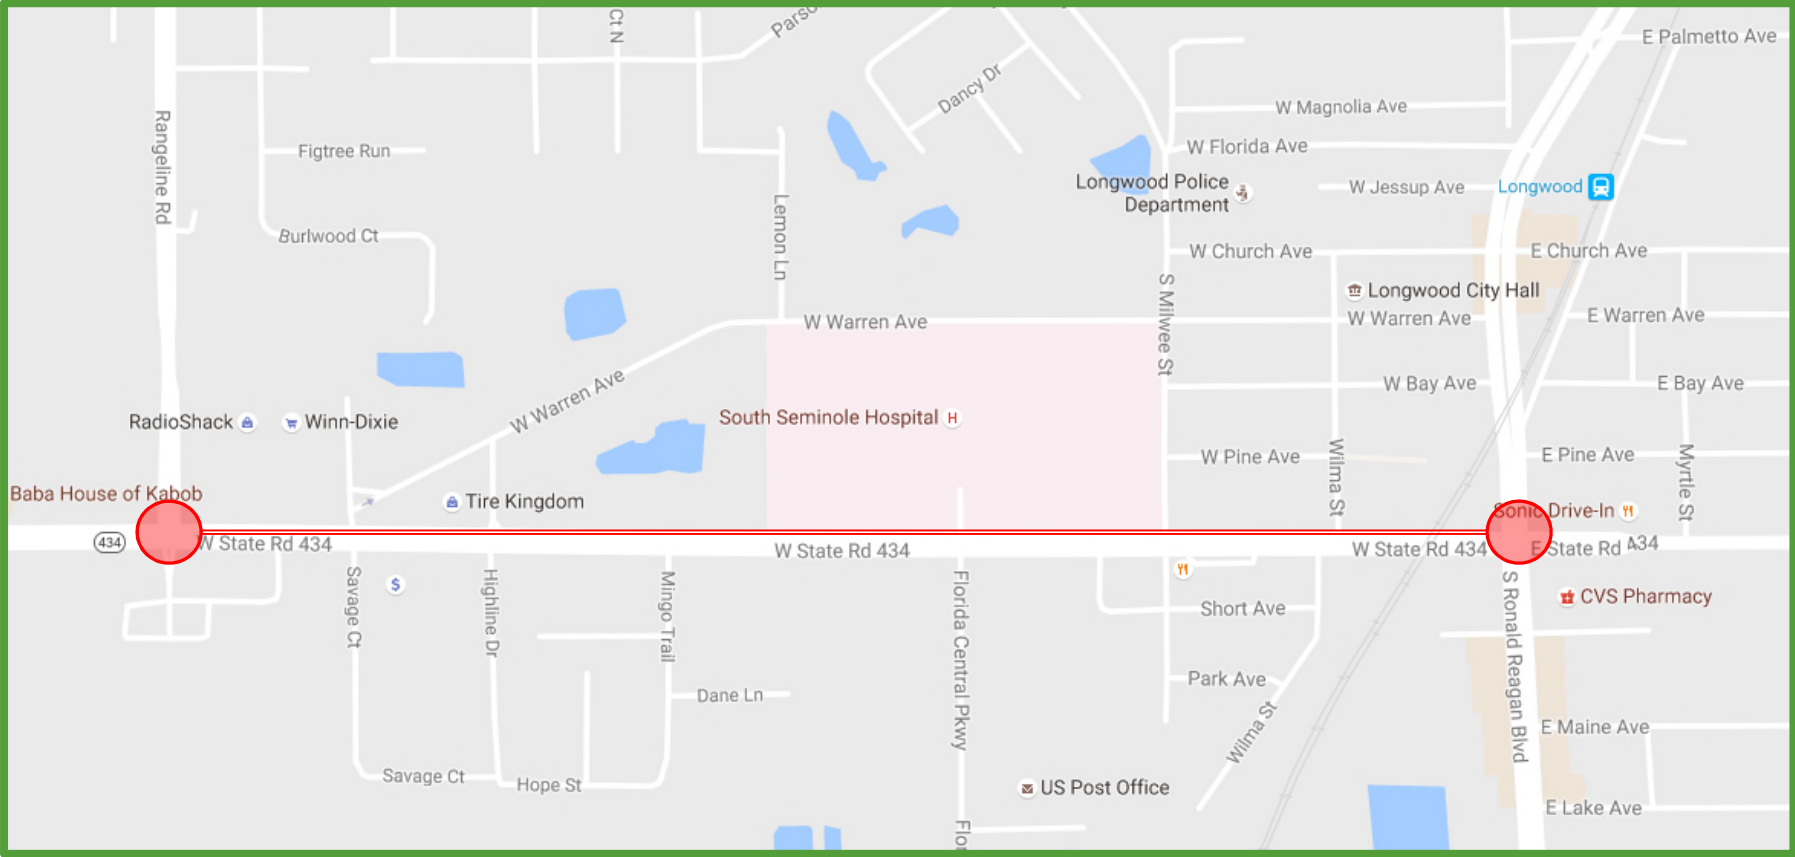 Ct N
Parso
E Palmetto Ave
Dancy Dr
W Magnolia Ave
Rangeline Rd
Figtree Run
W Florida Ave
Longwood Police
Department
W Jessup Ave
Longwood
Lemon Ln
Burlwood Ct
W Church Ave
E Church Ave
S Milwee St
Longwood City Hall
W Warren Ave
W Warren Ave
E Warren Ave
W Warren Ave
W Bay Ave
E Bay Ave
RadioShack
Winn-Dixie
South Seminole Hospital
H
W Pine Ave
Wilma St
E Pine Ave
Myrtle St
Baba House of Kabob
Tire Kingdom
Sonic Drive-In
434
W State Rd 434
W State Rd 434
W State Rd 434
E State Rd 434
Savage Ct
$
Highline Dr
Mingo Trail
Florida Central Pkwy
Short Ave
S Ronald Reagan Blvd
CVS Pharmacy
Dane Ln
Park Ave
Wilma St
E Maine Ave
Savage Ct
Hope St
US Post Office
E Lake Ave
Flor